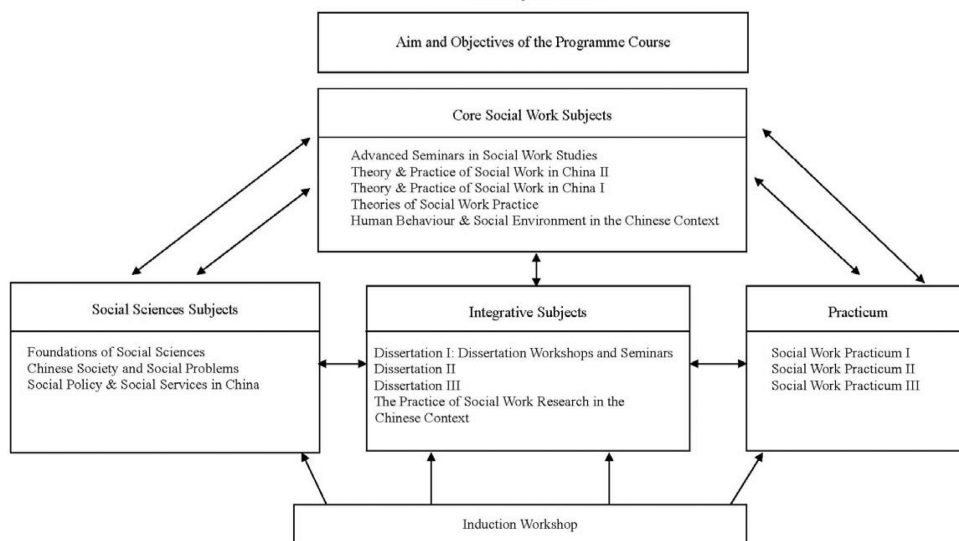 Aim and Objectives of the Programme Course
Core Social Work Subjects
Advanced Seminars in Social Work Studies
Theory & Practice of Social Work in China II
Theory & Practice of Social Work in China I
Theories of Social Work Practice
Human Behaviour & Social Environment in the Chinese Context
Social Sciences Subjects
Foundations of Social Sciences
Chinese Society and Social Problems
Social Policy & Social Services in China
Integrative Subjects
Dissertation I: Dissertation Workshops and Seminars
Dissertation II
Dissertation III
The Practice of Social Work Research in the
Chinese Context
Practicum
Social Work Practicum I
Social Work Practicum II
Social Work Practicum III
Induction Workshop